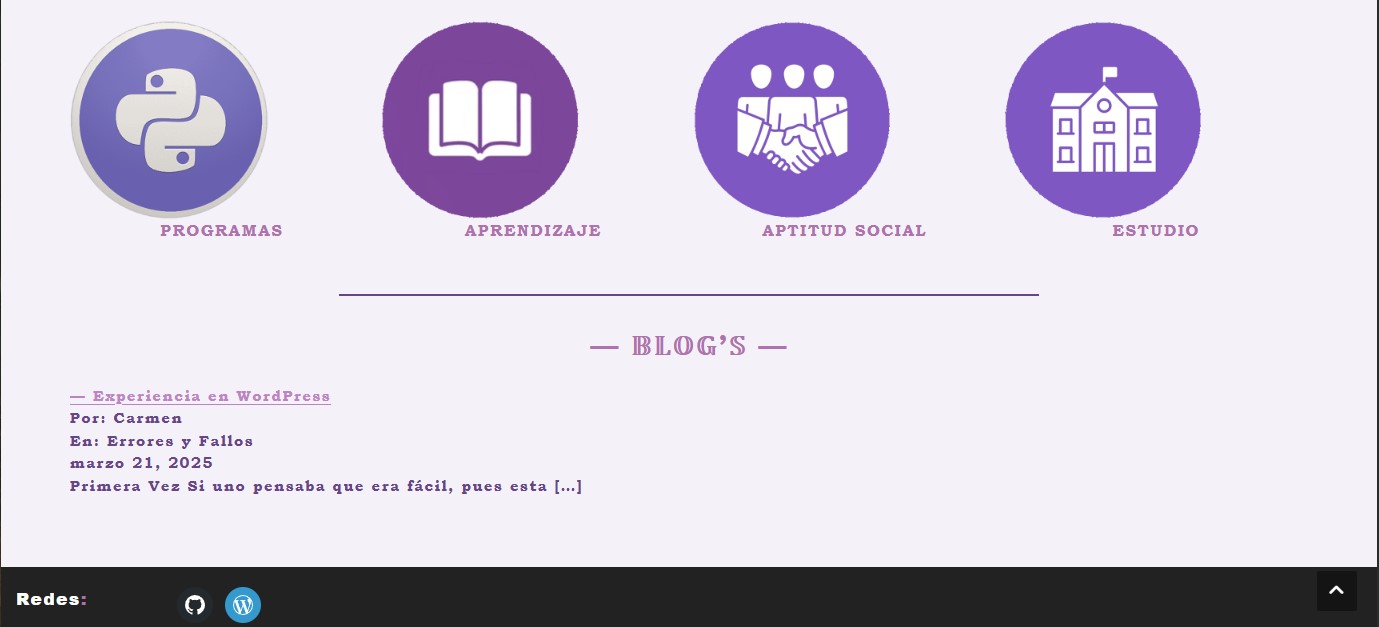 PROGRAMAS
APRENDIZAJE
APTITUD SOCIAL
ESTUDIO
— BLOG’S —
— Experiencia en WordPress
Por: Carmen
En: Errores y Fallos
marzo 21, 2025
Primera Vez Si uno pensaba que era fácil, pues esta […]
Redes: